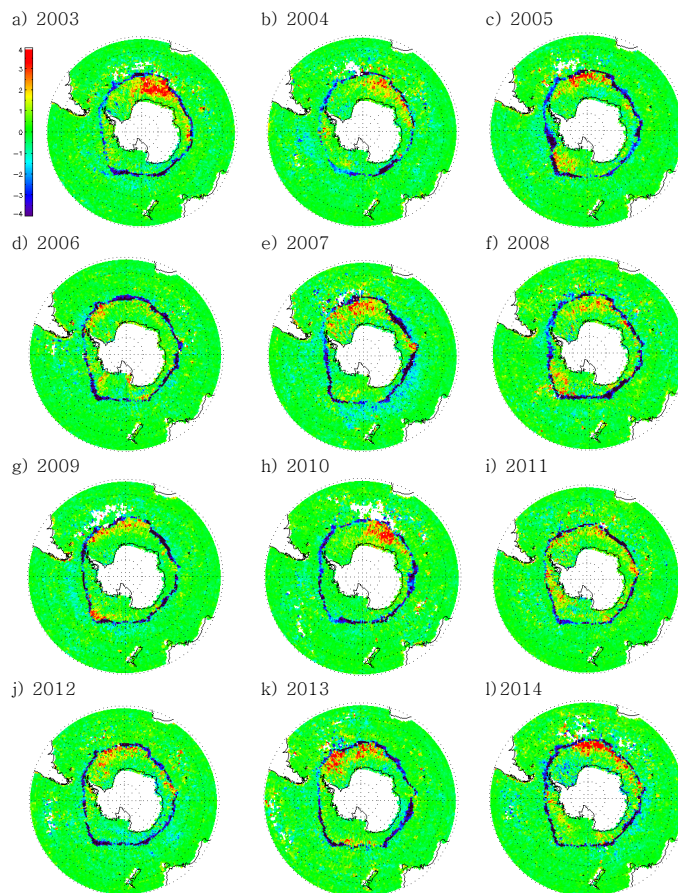 a) 2003
b) 2004
c) 2005
4
3
2
1
0
−1
−2
−3
−4
d) 2006
e) 2007
f) 2008
g) 2009
h) 2010
i) 2011
j) 2012
k) 2013
l) 2014